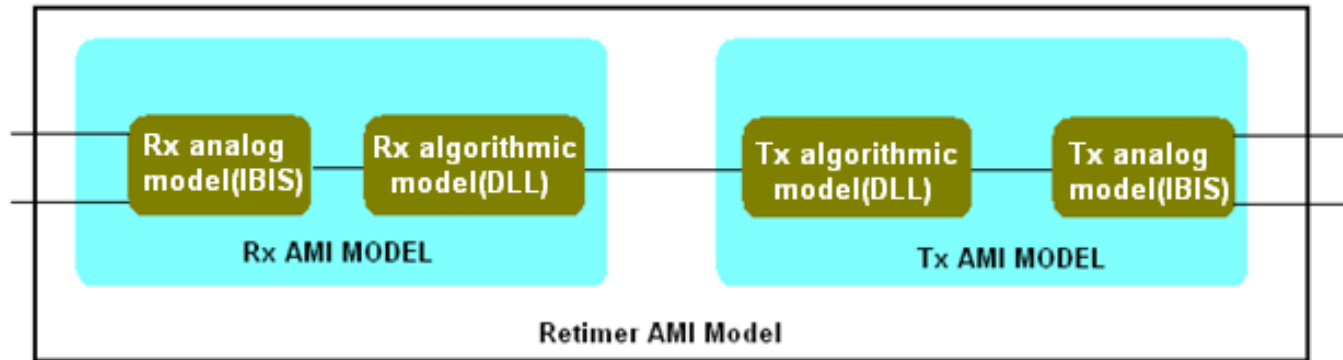 Rx analog
model(IBIS)
Rx algorithmic
model(DLL)
Tx algorithmic
model(DLL)
Tx analog
model(IBIS)
Rx AMI MODEL
Tx AMI MODEL
Retimer AMI Model